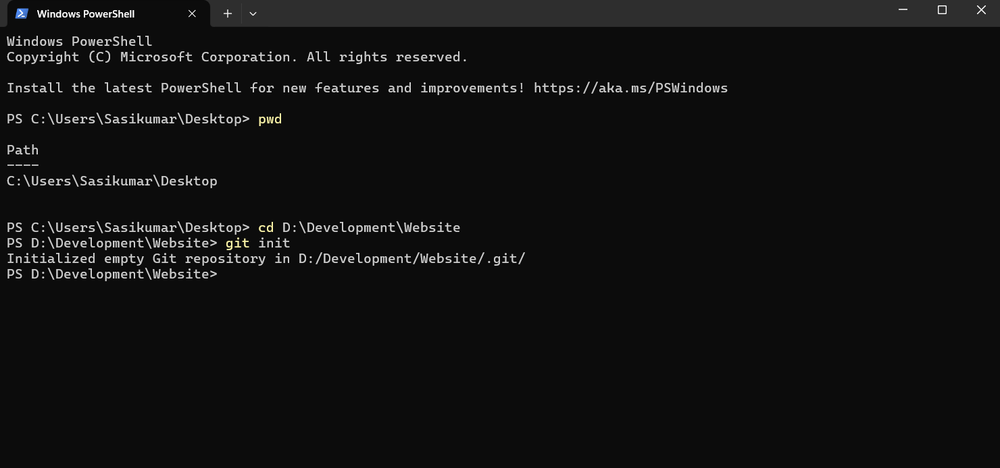 Windows PowerShell
Windows PowerShell
Copyright (C) Microsoft Corporation. All rights reserved.
Install the latest PowerShell for new features and improvements! https://aka.ms/PSWindows
PS C:\Users\Sasikumar\Desktop> pwd
Path
----
C:\Users\Sasikumar\Desktop
PS C:\Users\Sasikumar\Desktop> cd D:\Development\Website
PS D:\Development\Website> git init
Initialized empty Git repository in D:/Development/Website/.git/
PS D:\Development\Website>